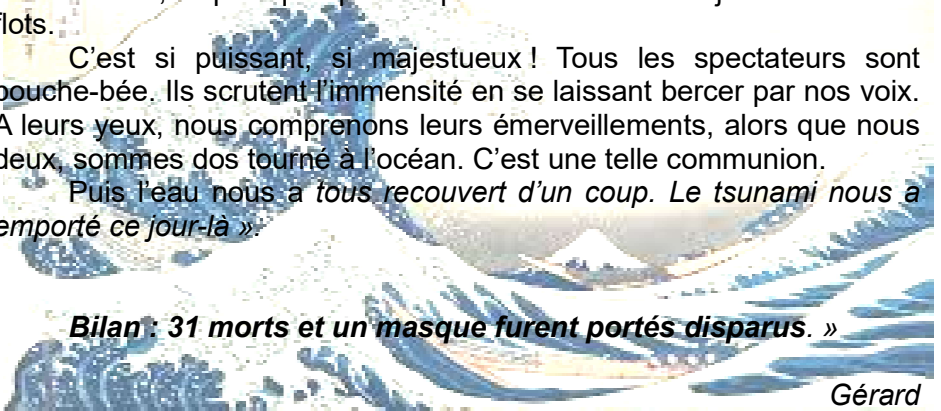 flots.
C'est si puissant, si majestueux ! Tous les spectateurs sont
bouche-bée. Ils scrutent l'immensité en se laissant bercer par nos voix.
A leurs yeux, nous comprenons leurs émerveillements, alors que nous
deux, sommes dos tourné à l'océan. C'est une telle communion.
Puis l'eau nous a tous recouvert d'un coup. Le tsunami nous a
emporté ce jour-là ».
Bilan : 31 morts et un masque furent portés disparus. »
Gérard